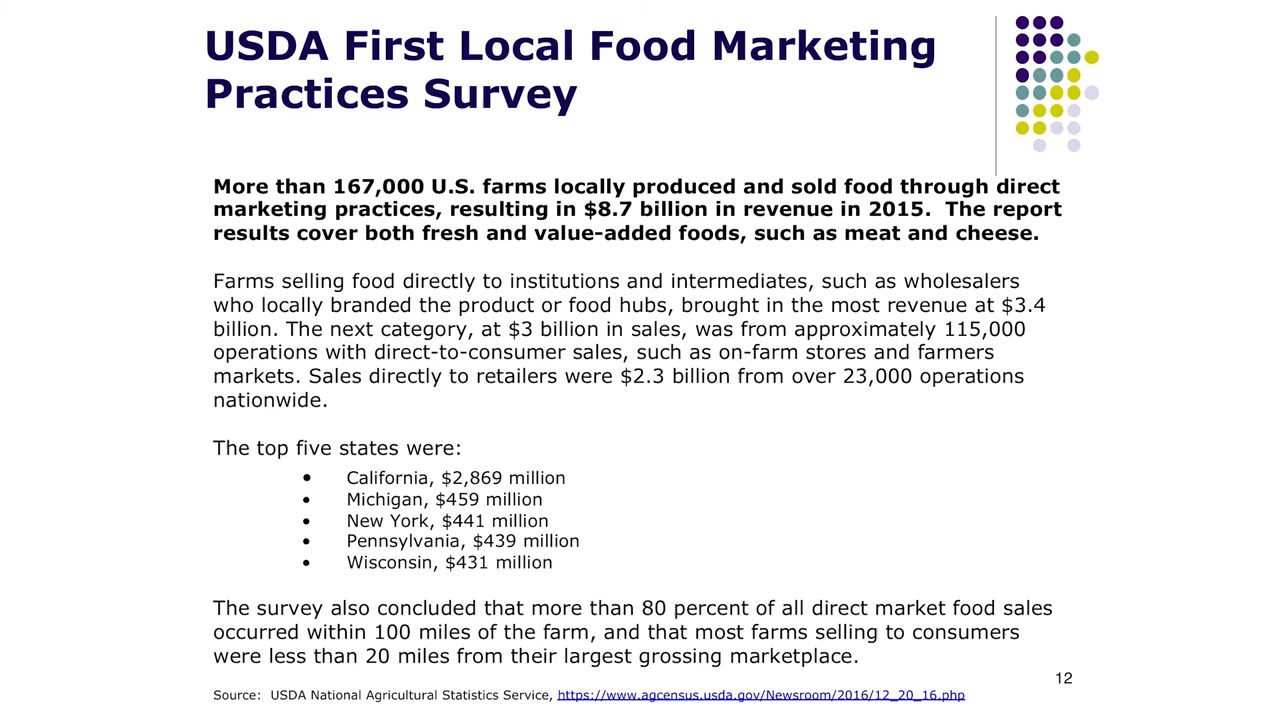 USDA First Local Food Marketing
Practices Survey
More than 167,000 U.S. farms locally produced and sold food through direct
marketing practices, resulting in $8.7 billion in revenue in 2015.  The report
results cover both fresh and value-added foods, such as meat and cheese.
Farms selling food directly to institutions and intermediates, such as wholesalers
who locally branded the product or food hubs, brought in the most revenue at $3.4
billion. The next category, at $3 billion in sales, was from approximately 115,000
operations with direct-to-consumer sales, such as on-farm stores and farmers
markets. Sales directly to retailers were $2.3 billion from over 23,000 operations
nationwide.
The top five states were:
• California, $2,869 million
• Michigan, $459 million
• New York, $441 million
• Pennsylvania, $439 million
• Wisconsin, $431 million
The survey also concluded that more than 80 percent of all direct market food sales
occurred within 100 miles of the farm, and that most farms selling to consumers
were less than 20 miles from their largest grossing marketplace.
12
Source:  USDA National Agricultural Statistics Service, https://www.agcensus.usda.gov/Newsroom/2016/12_20_16.php